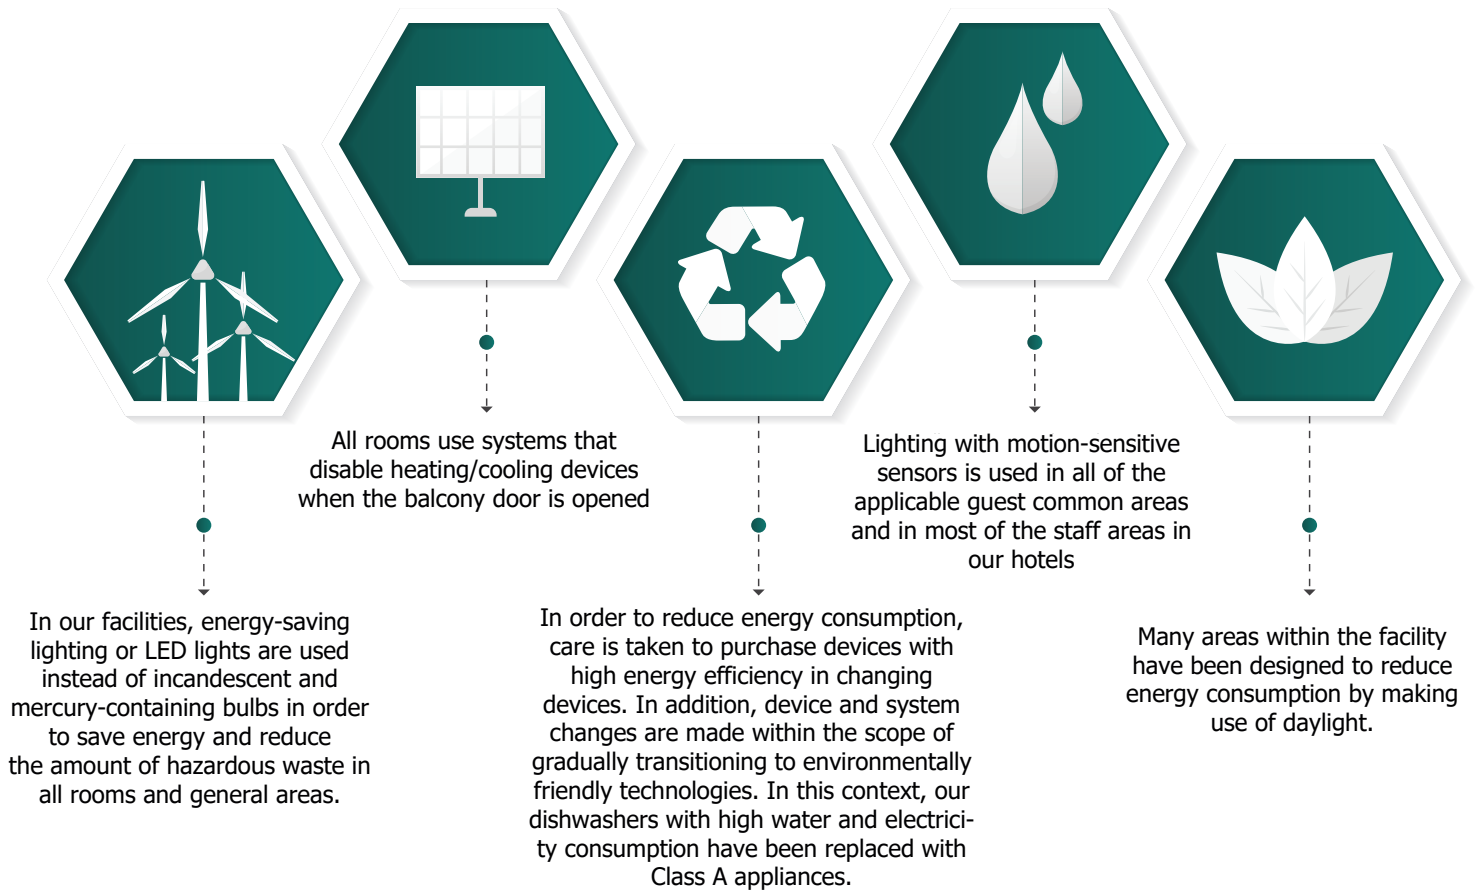 In our facilities, energy-saving
lighting or LED lights are used
instead of incandescent and
mercury-containing bulbs in order
to save energy and reduce
the amount of hazardous waste in
all rooms and general areas.
All rooms use systems that
disable heating/cooling devices
when the balcony door is opened
In order to reduce energy consumption,
care is taken to purchase devices with
high energy efficiency in changing
devices. In addition, device and system
changes are made within the scope of
gradually transitioning to environmentally
friendly technologies. In this context, our
dishwashers with high water and electrici-
ty consumption have been replaced with
Class A appliances.
Lighting with motion-sensitive
sensors is used in all of the
applicable guest common areas
and in most of the staff areas in
our hotels
Many areas within the facility
have been designed to reduce
energy consumption by making
use of daylight.